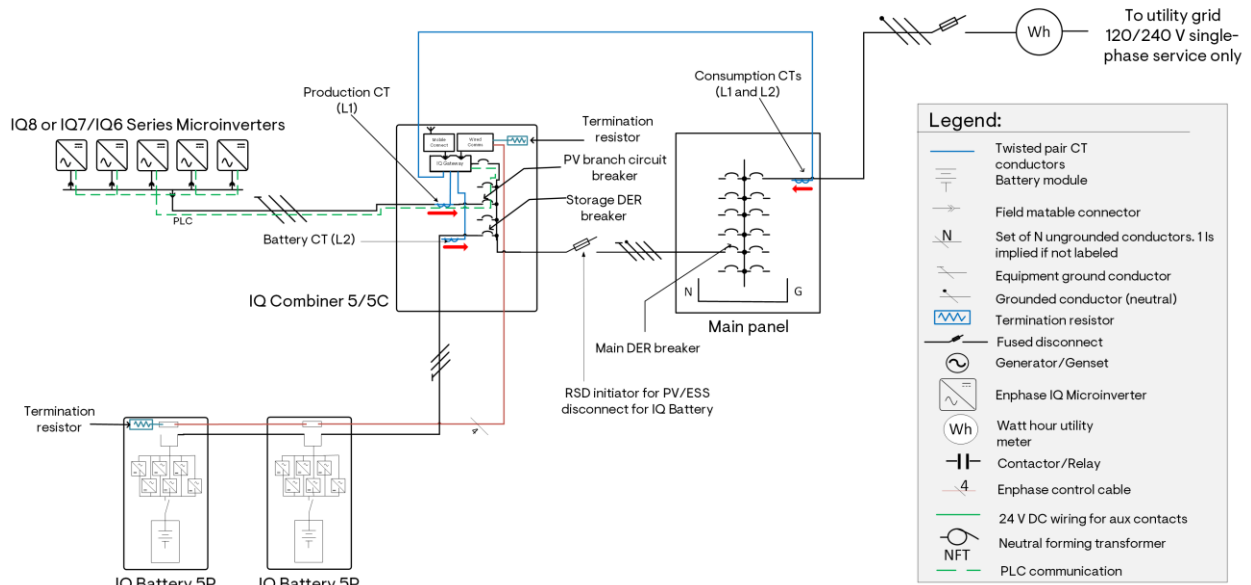 To utility grid
120/240 V single-
phase service only
Wh
Consumption CTs
(L1 and L2)
Production CT
(L1)
IQ8 or IQ7/IQ6 Series Microinverters
Termination
resistor
Mobile
Connect
Wired
Comms
IQ Gateway
PV branch circuit
breaker
Storage DER
breaker
PLC
Battery CT (L2)
IQ Combiner 5/5C
N
G
Main panel
Main DER breaker
RSD initiator for PV/ESS
disconnect for IQ Battery
Termination
resistor
4
IQ Battery 5P
IQ Battery 5P
Legend:
Twisted pair CT
conductors
Battery module
Field matable connector
N
Set of N ungrounded conductors. 1 Is
implied if not labeled
Equipment ground conductor
Grounded conductor (neutral)
Termination resistor
Fused disconnect
Generator/Genset
Enphase IQ Microinverter
Wh
Watt hour utility
meter
Contactor/Relay
4
Enphase control cable
24 V DC wiring for aux contacts
Neutral forming transformer
NFT
PLC communication